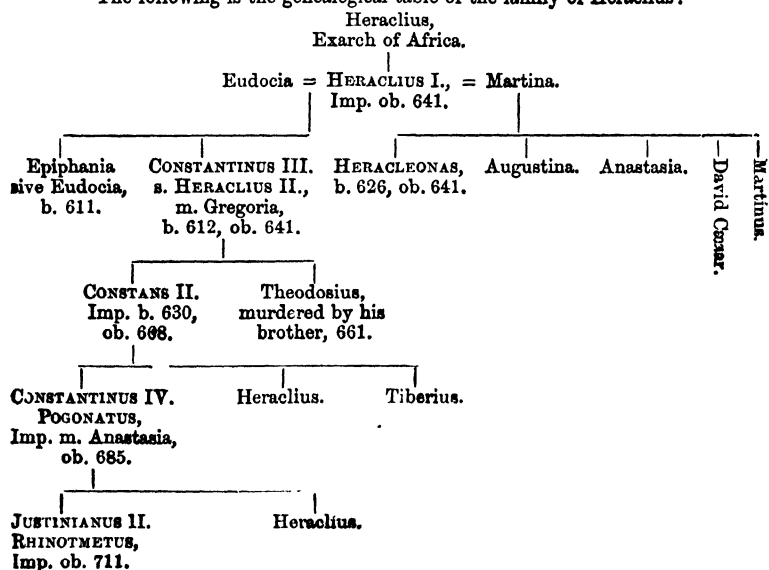 The following is the genealogical table of the family of Heraclius:
Heraclius,
Exarch of Africa.
Eudocia = HERACLIUS I., = Martina.
Imp. ob. 641.
Epiphania
sive Eudocia,
b. 611.
CONSTANTINUS III.
s. HERACLIUS II.,
m. Gregoria,
b. 612, ob. 641.
HERACLEONAS,
b. 626, ob. 641.
Augustina.
Anastasia.
David Cæsar.
Martinus.
CONSTANS II.
Imp. b. 630,
ob. 668.
Theodosius,
murdered by his
brother, 661.
CONSTANTINUS IV.
POGONATUS,
Imp. m. Anastasia,
ob. 685.
Heraclius.
Tiberius.
JUSTINIANUS II.
RHINOTMETUS,
Imp. ob. 711.
Heraclius.